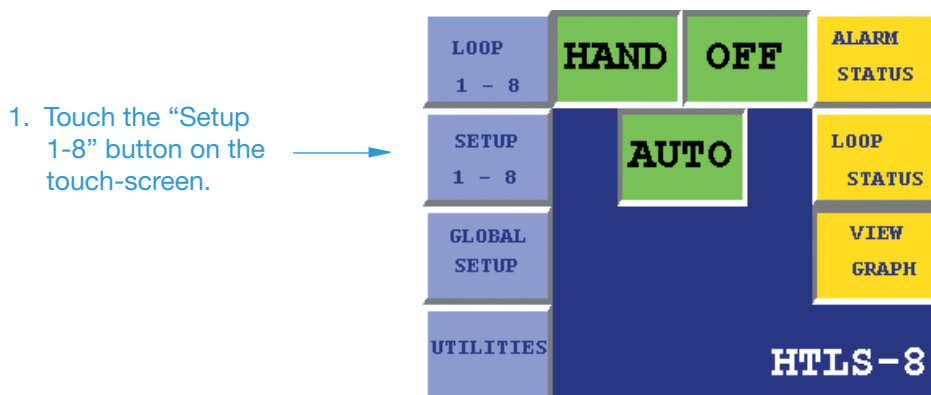 1. Touch the “Setup
1-8” button on the
touch-screen.
LOOP
1 - 8
HAND
OFF
ALARM
STATUS
SETUP
1 - 8
AUTO
LOOP
STATUS
GLOBAL
SETUP
VIEW
GRAPH
UTILITIES
HTLS-8